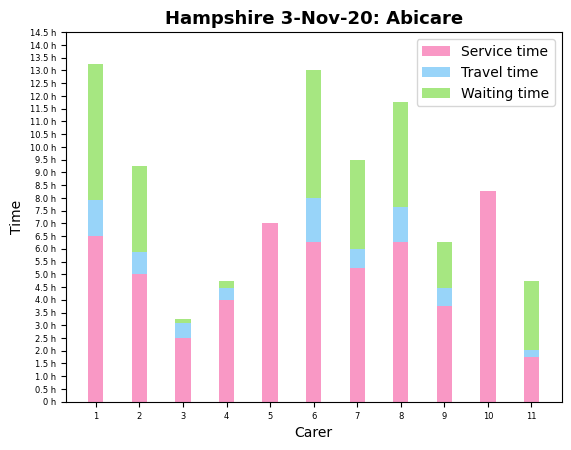 Hampshire 3-Nov-20: Abicare
Service time
Travel time
Waiting time
Time
14.5 h
14.0 h
13.5 h
13.0 h
12.5 h
12.0 h
11.5 h
11.0 h
10.5 h
10.0 h
9.5 h
9.0 h
8.5 h
8.0 h
7.5 h
7.0 h
6.5 h
6.0 h
5.5 h
5.0 h
4.5 h
4.0 h
3.5 h
3.0 h
2.5 h
2.0 h
1.5 h
1.0 h
0.5 h
0 h
1 2 3 4 5 6 7 8 9 10 11
Carer